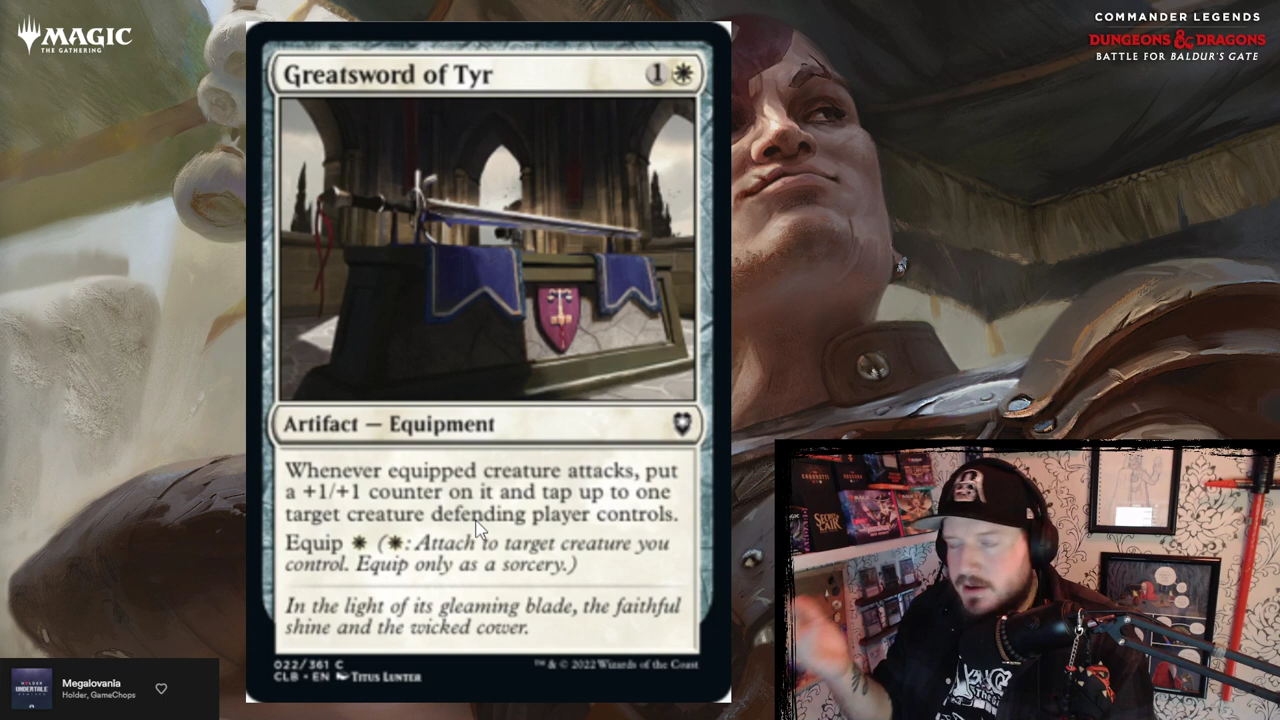 MAGIC
THE GATHERING
COMMANDER LEGENDS
DUNGEONS & DRAGONS
BATTLE FOR BALDUR'S GATE
Greatsword of Tyr 1
Artifact — Equipment
Whenever equipped creature attacks, put
a +1/+1 counter on it and tap up to one
target creature defending player controls.
Equip (: Attach to target creature you
control. Equip only as a sorcery.)
In the light of its gleaming blade, the faithful
shine and the wicked cower.
022/361 C
CLB • EN Titus Lunter
™ & © 2022 Wizards of the Coast
SECRET
LAIR
UNDERTALE
Megalovania
Holder, GameChops